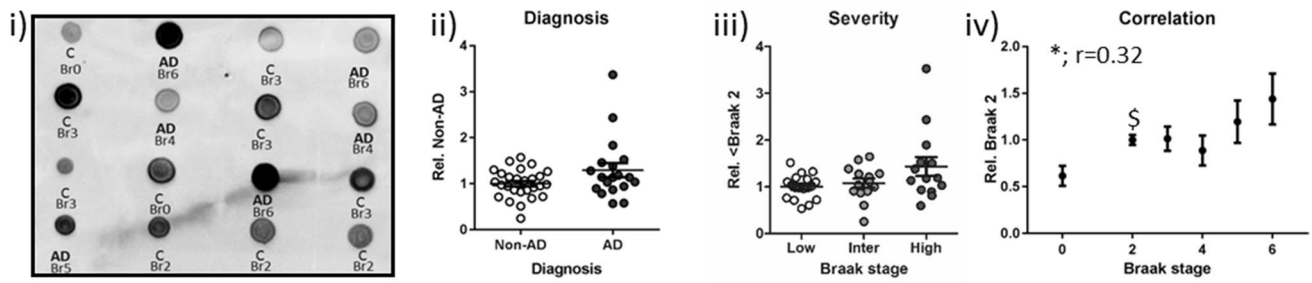 i)
C
Br0
AD
Br6
C
Br3
AD
Br6
C
Br3
AD
Br4
C
Br3
AD
Br4
C
Br3
C
Br0
AD
Br6
C
Br3
AD
Br5
C
Br2
C
Br2
C
Br2
ii)
Diagnosis
Rel. Non-AD
4
3
2
1
0
Non-AD
AD
Diagnosis
iii)
Severity
Rel. <Braak 2
4
3
2
1
0
Low
Inter
High
Braak stage
iv)
Correlation
*; r=0.32
$
Rel. Braak 2
2.0
1.5
1.0
0.5
0.0
0
2
4
6
Braak stage